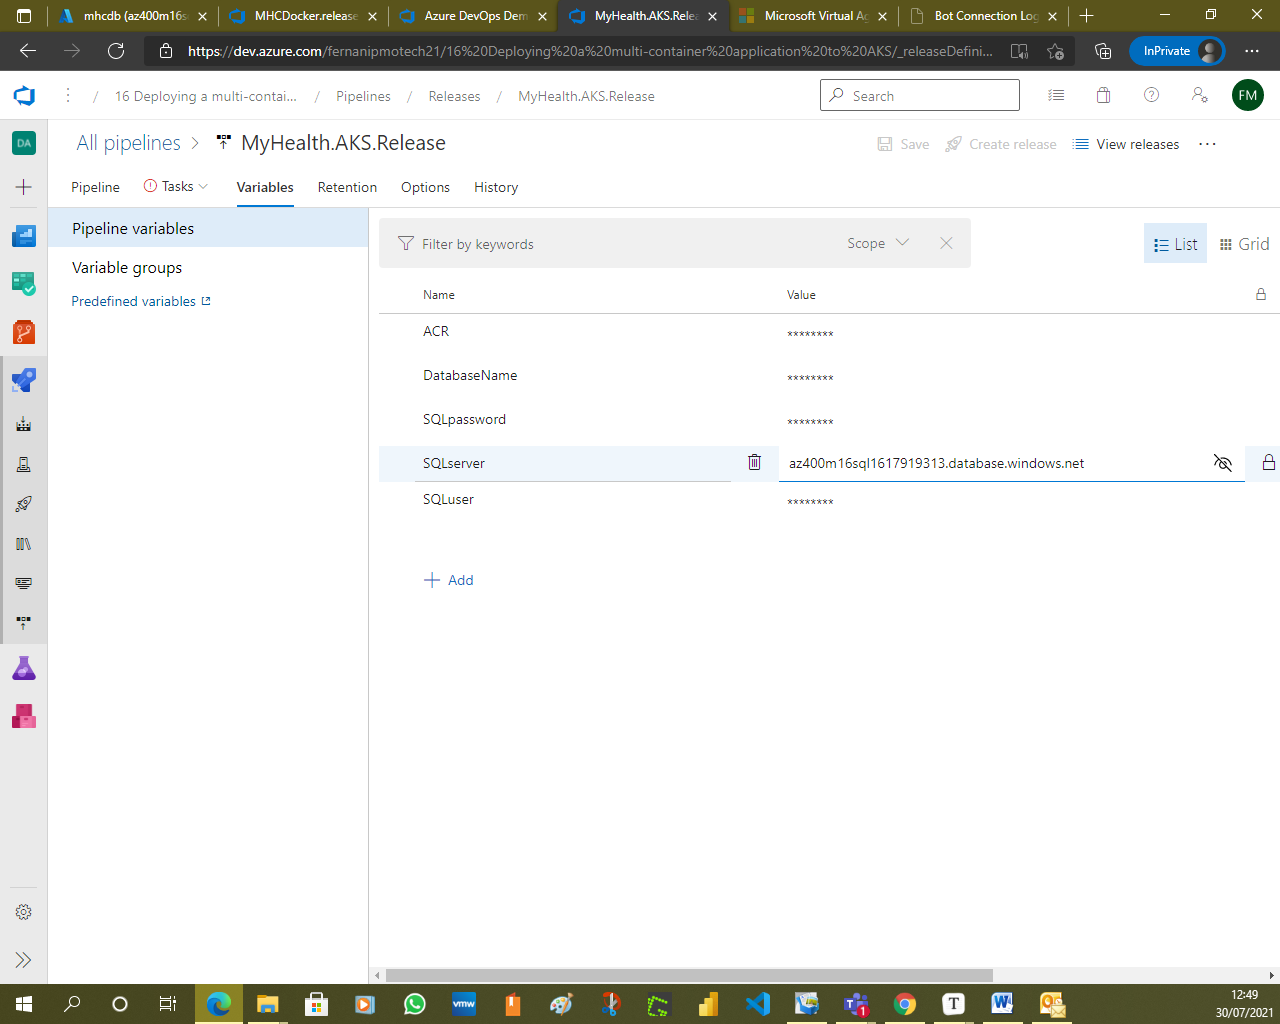 mhcdb (az400m16s
MHCDocker.release
Azure DevOps Dem
MyHealth.AKS.Relea
Microsoft Virtual Ag
Bot Connection Log
https://dev.azure.com/fernanipmotech21/16%20Deploying%20a%20multi-container%20application%20to%20AKS/_releaseDefini...
InPrivate
/ 16 Deploying a multi-contai... / Pipelines / Releases / MyHealth.AKS.Release
Search
FM
DA
All pipelines > MyHealth.AKS.Release
Save
Create release
View releases
Pipeline
Tasks
Variables
Retention
Options
History
Pipeline variables
Variable groups
Predefined variables
Filter by keywords
Scope
List
Grid
Name Value
ACR ********
DatabaseName ********
SQLpassword ********
SQLserver az400m16sql1617919313.database.windows.net
SQLuser ********
Add
vmw
1
T
12:49
30/07/2021